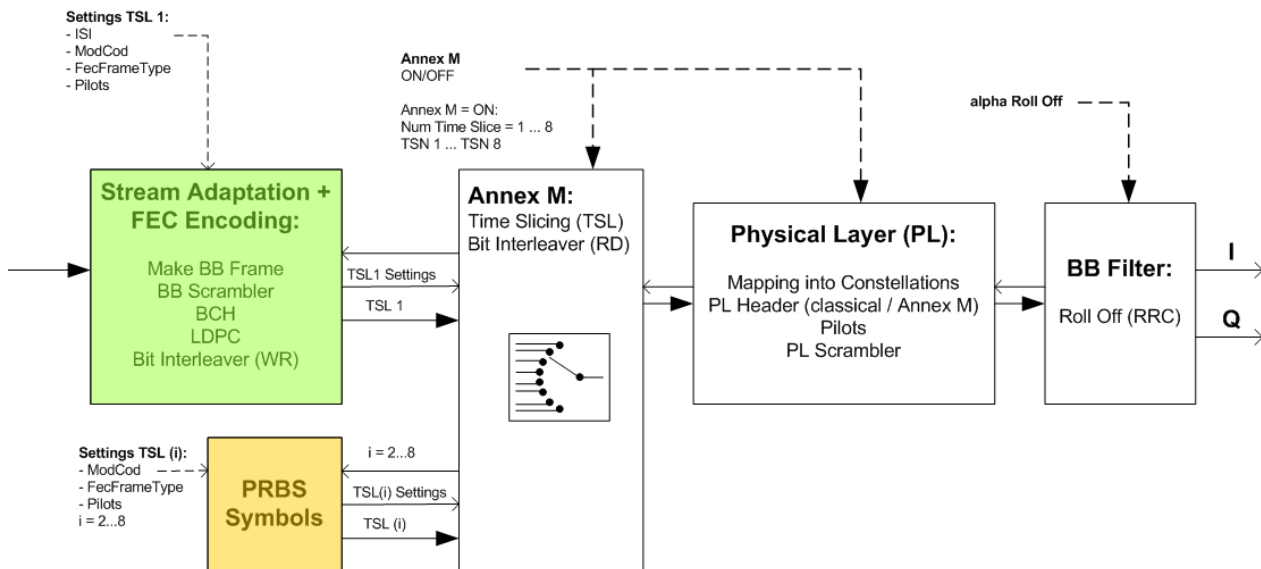 Settings TSL 1:
- ISI
- ModCod
- FecFrameType
- Pilots
Annex M
ON/OFF
Annex M = ON:
Num Time Slice = 1 ... 8
TSN 1 ... TSN 8
alpha Roll Off
Stream Adaptation +
FEC Encoding:
Make BB Frame
BB Scrambler
BCH
LDPC
Bit Interleaver (WR)
TSL1 Settings
TSL 1
Annex M:
Time Slicing (TSL)
Bit Interleaver (RD)
Physical Layer (PL):
Mapping into Constellations
PL Header (classical / Annex M)
Pilots
PL Scrambler
BB Filter:
Roll Off (RRC)
I
Q
Settings TSL (i):
- ModCod
- FecFrameType
- Pilots
i = 2...8
PRBS
Symbols
i = 2...8
TSL(i) Settings
TSL (i)